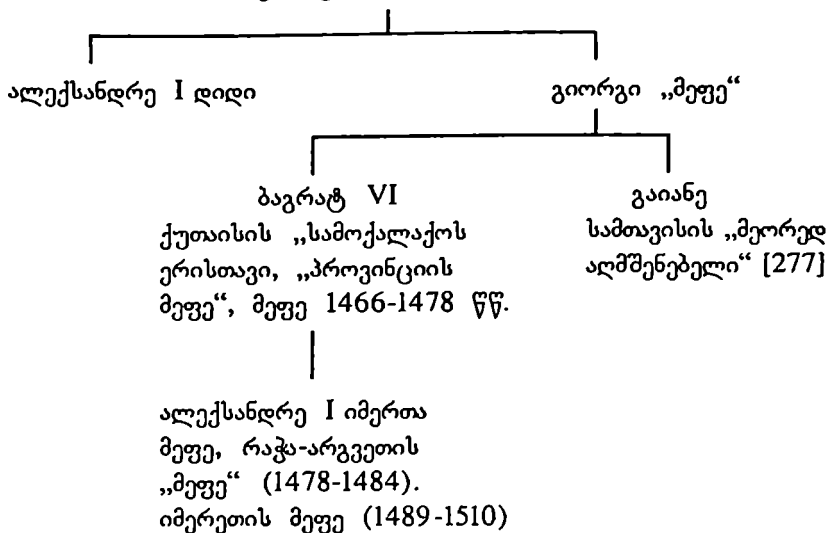 ალექსანდრე I დიდი
გიორგი „მეფე“
ბაგრატ VI
ქუთაისის „სამოქალაქოს
ერისთავი, „პროვინციის
მეფე“, მეფე 1466-1478 წწ.
გაიანე
სამთავისის „მეორედ
აღმშენებელი“ [277]
ალექსანდრე I იმერთა
მეფე, რაჭა-არგვეთის
„მეფე“ (1478-1484).
იმერეთის მეფე (1489-1510)